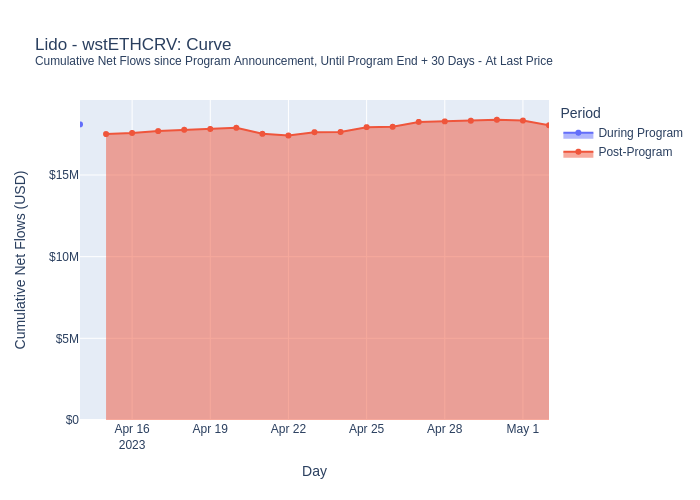 Lido - wstETHCRV: Curve
Cumulative Net Flows since Program Announcement, Until Program End + 30 Days - At Last Price
Period
During Program
Post-Program
Cumulative Net Flows (USD)
$15M
$10M
$5M
$0
Apr 16
2023
Apr 19
Apr 22
Apr 25
Apr 28
May 1
Day